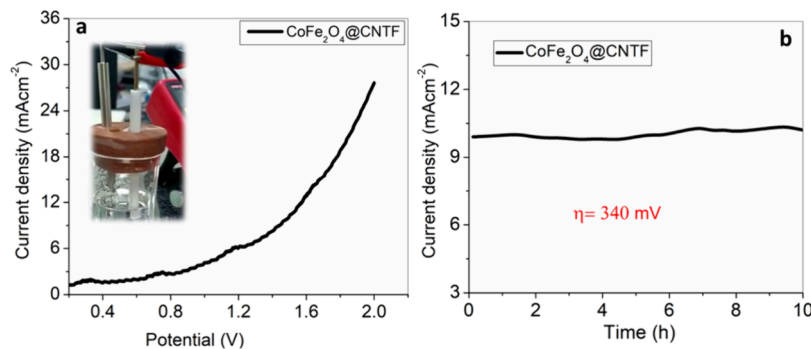 a
CoFe₂O₄@CNTF
Current density (mAcm⁻²)
36
30
24
18
12
6
0
0.4
0.8
1.2
1.6
2.0
Potential (V)
b
CoFe₂O₄@CNTF
Current density (mAcm⁻²)
15
12
9
6
3
η= 340 mV
0
2
4
6
8
10
Time (h)